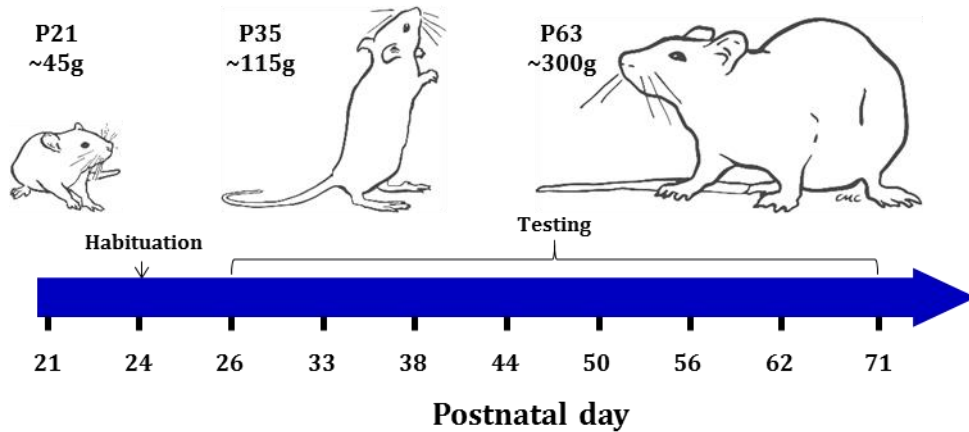 P21
~45g
P35
~115g
P63
~300g
CMC
Habituation
Testing
21 24 26 33 38 44 50 56 62 71
Postnatal day